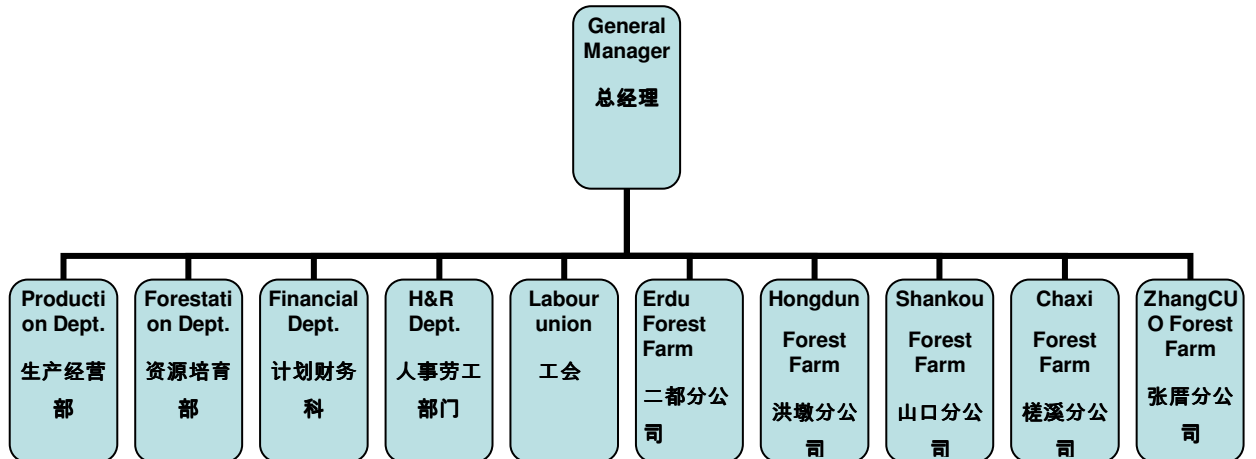 General
Manager
总经理
Producti
on Dept.
生产经营
部
Forestati
on Dept.
资源培育
部
Financial
Dept.
计划财务
科
H&R
Dept.
人事劳工
部门
Labour
union
工会
Erdu
Forest
Farm
二都分公
司
Hongdun
Forest
Farm
洪墩分公
司
Shankou
Forest
Farm
山口分公
司
Chaxi
Forest
Farm
槎溪分公
司
ZhangCU
O Forest
Farm
张厝分公
司